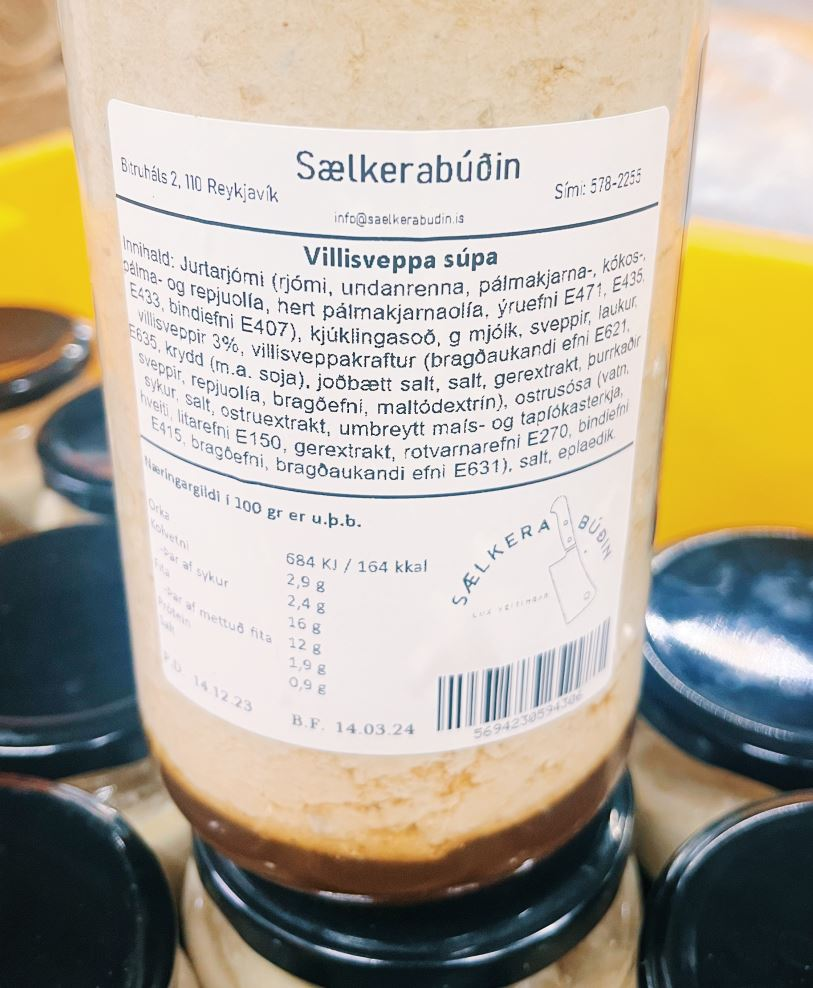 Sælkerabúðin
Bitruháls 2, 110 Reykjavík
Sími: 578-2255
info@saelkerabudin.is
Villisveppa súpa
Innihald: Jurtarjómi (rjómi, undanrenna, pálmakjarna-, kókos-,
pálma- og repjuolía, hert pálmakjarnaolía, ýruefni E471, E435,
E433, bindiefni E407), kjúklingasoð, g mjólk, sveppir, laukur,
villisveppir 3%, villisveppakraftur (bragðaukandi efni E621,
E635, krydd (m.a. soja), joðbætt salt, salt, gerextrakt, þurrkaðir
sveppir, repjuolía, bragðefni, maltódextrín), ostrusósa (vatn,
sykur, salt, ostruextrakt, umbreytt maís- og tapíókasterkja,
hveiti, litarefni E150, gerextrakt, rotvarnarefni E270, bindiefni
E415, bragðefni, bragðaukandi efni E631), salt, eplaedik.
Næringargildi í 100 gr er u.þ.b.
Orka 684 KJ / 164 kkal
Kolvetni 2,9 g
-þar af sykur 2,4 g
Fita 16 g
-þar af mettuð fita 12 g
Prótein 1,9 g
Salt 0,9 g
P.D. 14.12.23
B.F. 14.03.24
SÆLKERABÚÐIN
5694230594306